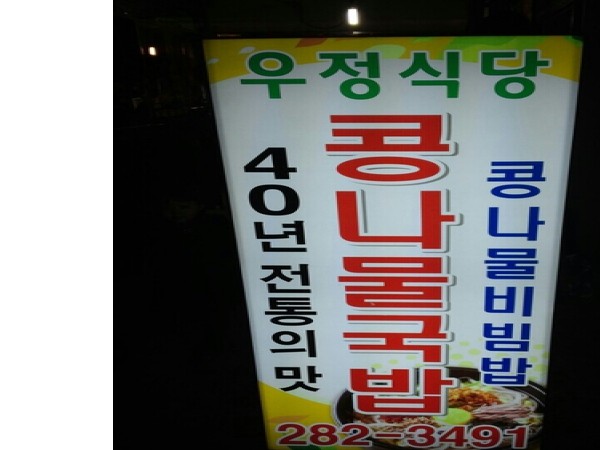 우정식당
40년 전통의 맛
콩나물국밥
콩나물비빔밥
282-3491